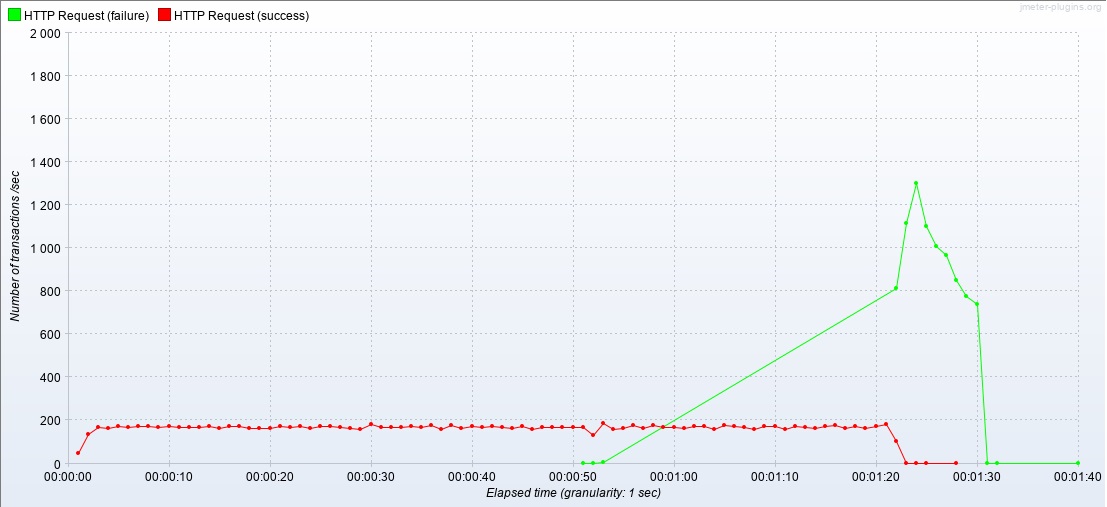 jmeter-plugins.org
HTTP Request (failure) HTTP Request (success)
2 000
1 800
1 600
1 400
1 200
1 000
800
600
400
200
0
Number of transactions /sec
00:00:00 00:00:10 00:00:20 00:00:30 00:00:40 00:00:50 00:01:00 00:01:10 00:01:20 00:01:30 00:01:40
Elapsed time (granularity: 1 sec)